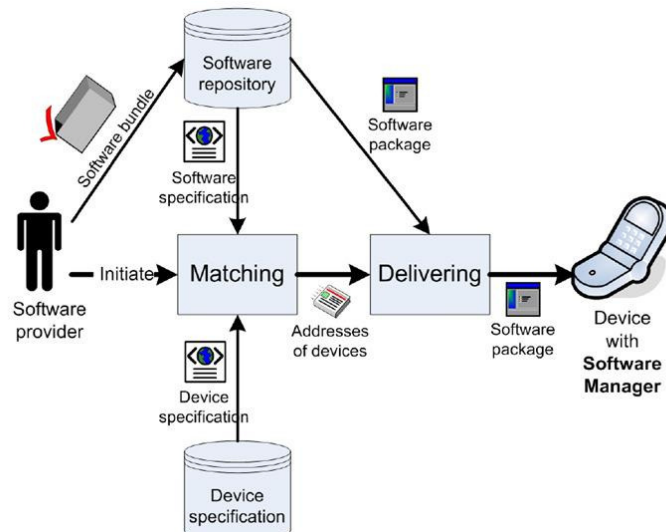 Software
repository
Software bundle
Software
package
Software
specification
Software
provider
Initiate
Matching
Delivering
Addresses
of devices
Software
package
Device
with
Software
Manager
Device
specification
Device
specification